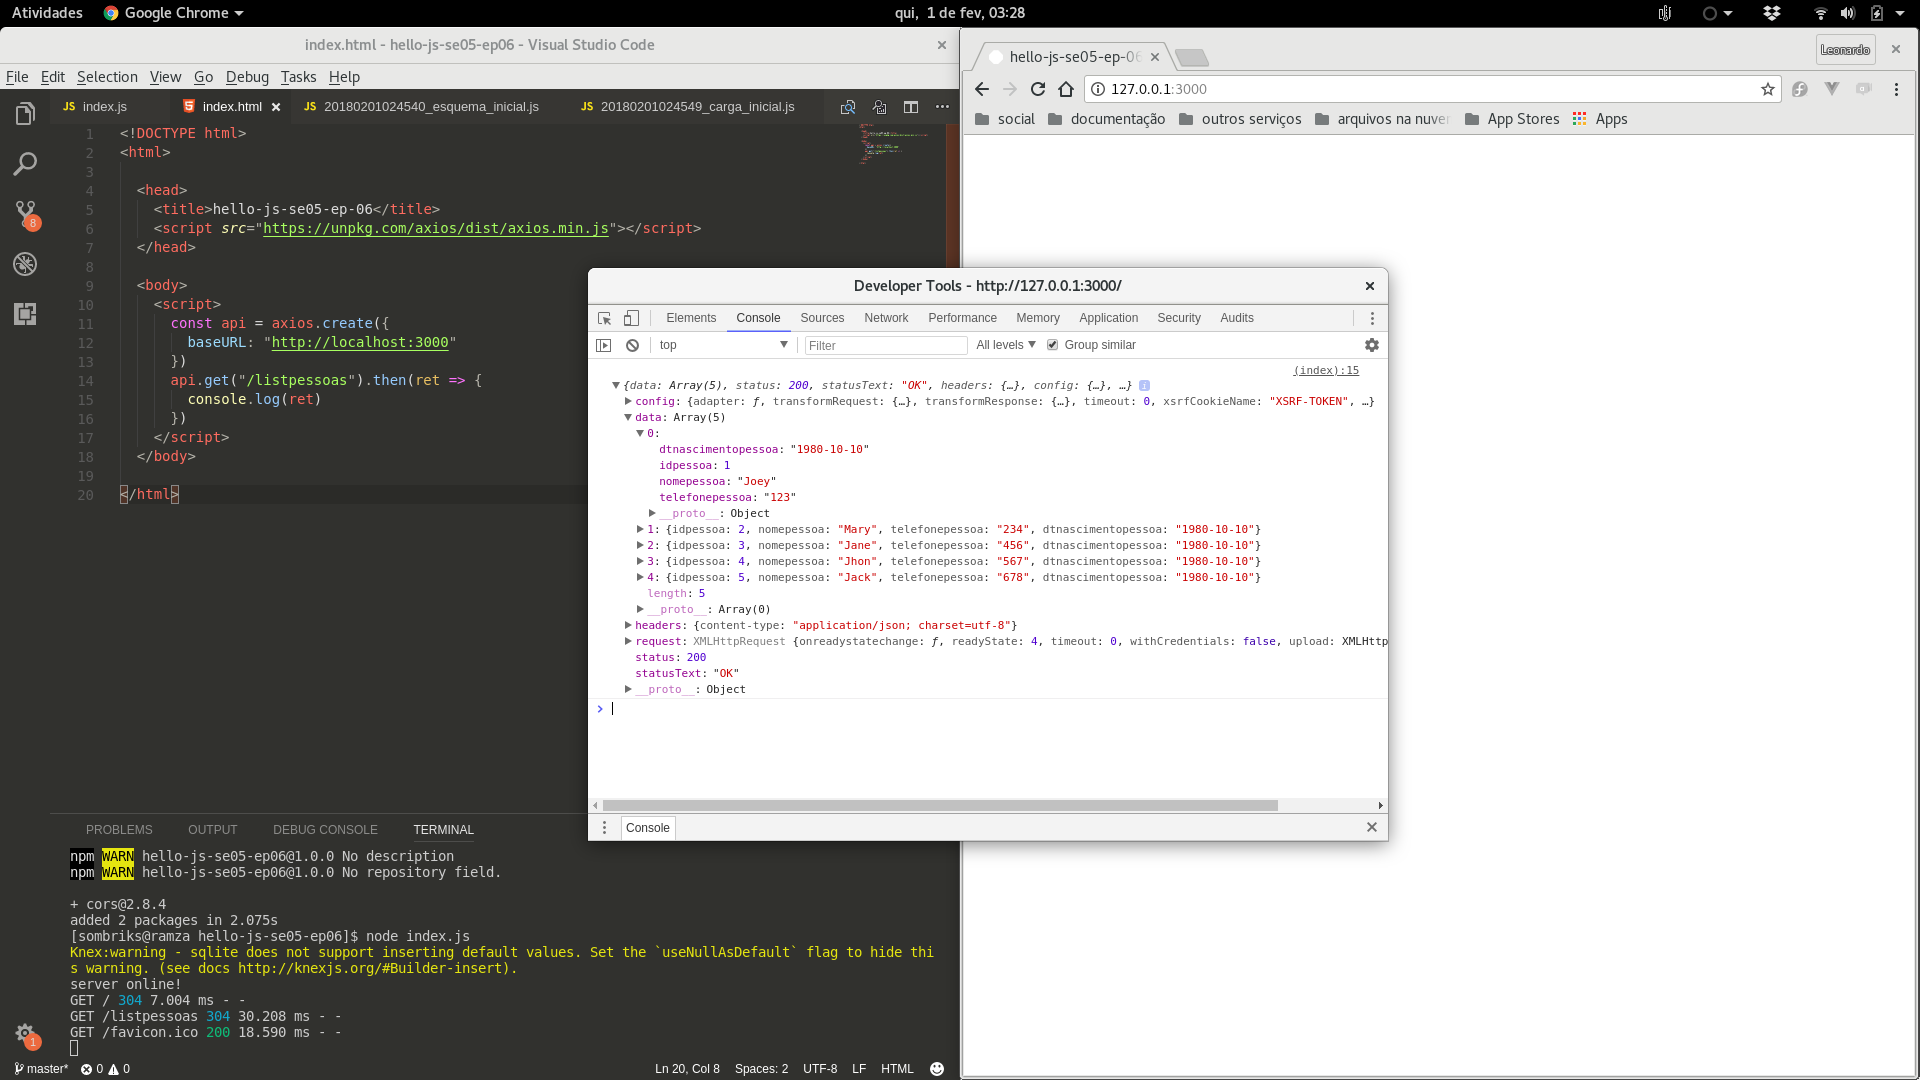 Atividades Google Chrome qui, 1 de fev, 03:28
index.html - hello-js-se05-ep06 - Visual Studio Code
File Edit Selection View Go Debug Tasks Help
index.js index.html 20180201024540_esquema_inicial.js 20180201024549_carga_inicial.js
1 <!DOCTYPE html>
2 <html>
3
4 <head>
5 <title>hello-js-se05-ep-06</title>
6 <script src="https://unpkg.com/axios/dist/axios.min.js"></script>
7 </head>
8
9 <body>
10 <script>
11 const api = axios.create({
12 baseURL: "http://localhost:3000"
13 })
14 api.get("/listpessoas").then(ret => {
15 console.log(ret)
16 })
17 </script>
18 </body>
19
20 </html>
8
1
PROBLEMS OUTPUT DEBUG CONSOLE TERMINAL
npm WARN hello-js-se05-ep06@1.0.0 No description
npm WARN hello-js-se05-ep06@1.0.0 No repository field.
+ cors@2.8.4
added 2 packages in 2.075s
[sombriks@ramza hello-js-se05-ep06]$ node index.js
Knex:warning - sqlite does not support inserting default values. Set the `useNullAsDefault` flag to hide thi
s warning. (see docs http://knexjs.org/#Builder-insert).
server online!
GET / 304 7.004 ms - -
GET /listpessoas 304 30.208 ms - -
GET /favicon.ico 200 18.590 ms - -
master* 0 0 Ln 20, Col 8 Spaces: 2 UTF-8 LF HTML
hello-js-se05-ep-06 Leonardo
127.0.0.1:3000
social documentação outros serviços arquivos na nuven App Stores Apps
Developer Tools - http://127.0.0.1:3000/
Elements Console Sources Network Performance Memory Application Security Audits
top Filter All levels Group similar
(index):15
{data: Array(5), status: 200, statusText: "OK", headers: {…}, config: {…}, …}
config: {adapter: ƒ, transformRequest: {…}, transformResponse: {…}, timeout: 0, xsrfCookieName: "XSRF-TOKEN", …}
data: Array(5)
0:
dtnascimentopessoa: "1980-10-10"
idpessoa: 1
nomepessoa: "Joey"
telefonepessoa: "123"
__proto__: Object
1: {idpessoa: 2, nomepessoa: "Mary", telefonepessoa: "234", dtnascimentopessoa: "1980-10-10"}
2: {idpessoa: 3, nomepessoa: "Jane", telefonepessoa: "456", dtnascimentopessoa: "1980-10-10"}
3: {idpessoa: 4, nomepessoa: "Jhon", telefonepessoa: "567", dtnascimentopessoa: "1980-10-10"}
4: {idpessoa: 5, nomepessoa: "Jack", telefonepessoa: "678", dtnascimentopessoa: "1980-10-10"}
length: 5
__proto__: Array(0)
headers: {content-type: "application/json; charset=utf-8"}
request: XMLHttpRequest {onreadystatechange: ƒ, readyState: 4, timeout: 0, withCredentials: false, upload: XMLHttp
status: 200
statusText: "OK"
__proto__: Object
Console